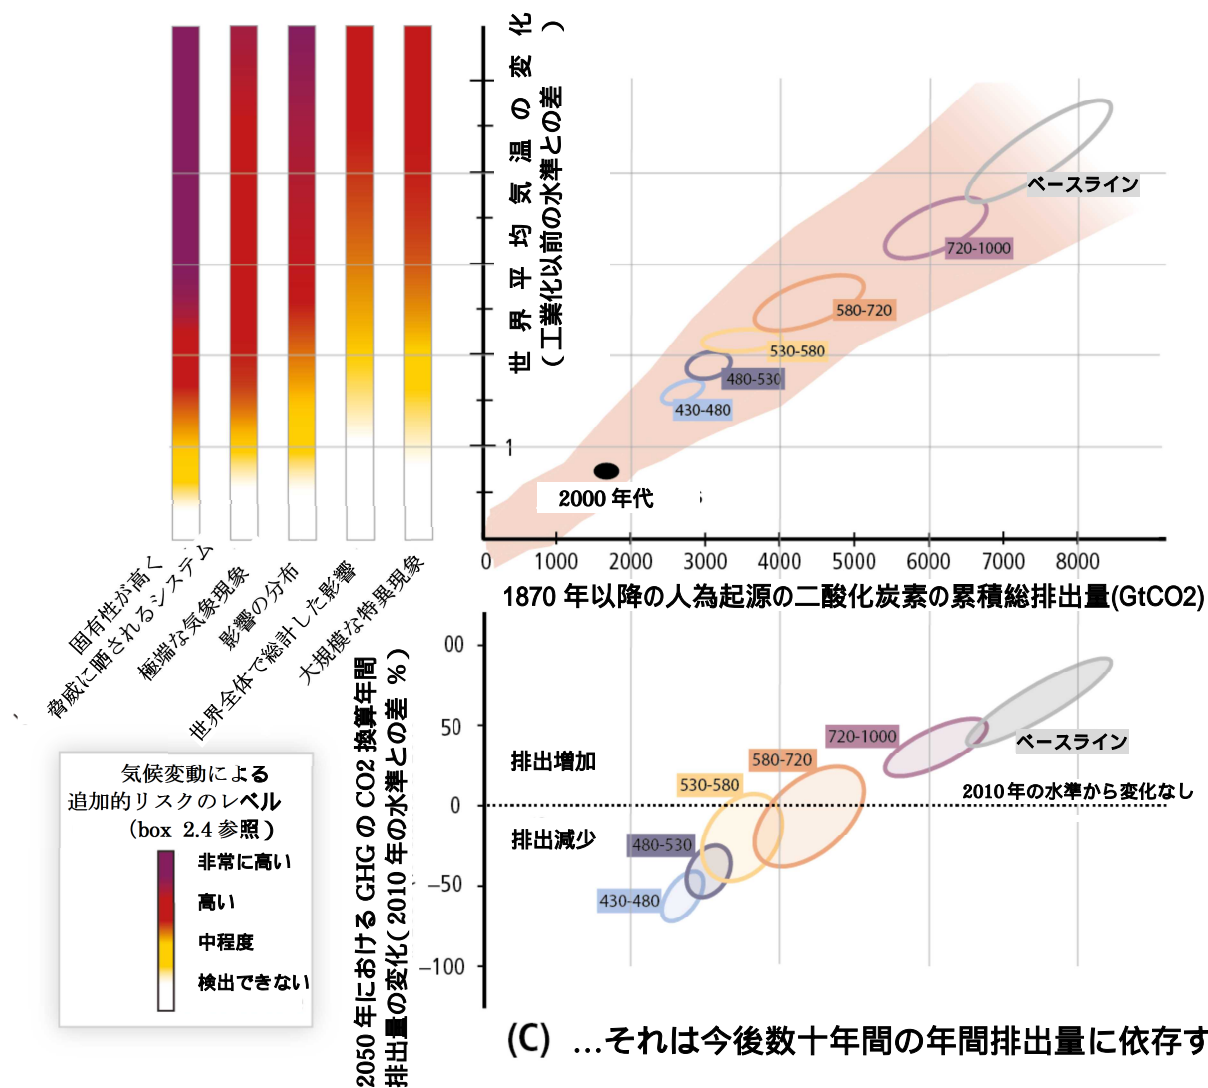 世界平均気温の変化
(工業化以前の水準との差)
1
ベースライン
720-1000
580-720
530-580
480-530
430-480
2000 年代
0 1000 2000 3000 4000 5000 6000 7000 8000
1870 年以降の人為起源の二酸化炭素の累積総排出量(GtCO2)
固有性が高く
脅威に晒されるシステム
極端な気象現象
影響の分布
世界全体で総計した影響
大規模な特異現象
気候変動による
追加的リスクのレベル
(box 2.4 参照)
非常に高い
高い
中程度
検出できない
2050 年における GHG の CO2 換算年間
排出量の変化(2010 年の水準との差 %)
00
50
0
−50
−100
排出増加
排出減少
720-1000
580-720
530-580
480-530
430-480
ベースライン
2010 年の水準から変化なし
(C) …それは今後数十年間の年間排出量に依存す